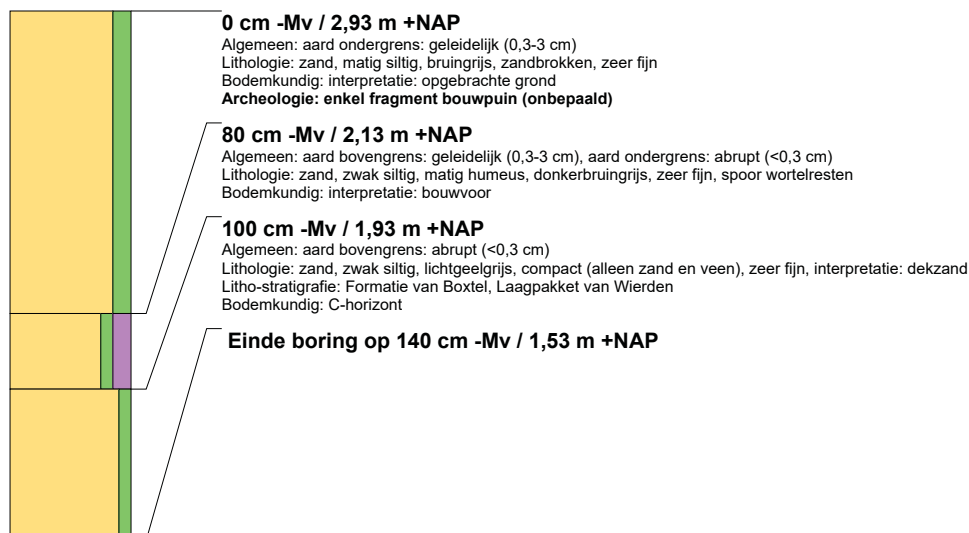 0 cm -Mv / 2,93 m +NAP
Algemeen: aard ondergrens: geleidelijk (0,3-3 cm)
Lithologie: zand, matig siltig, bruingrijs, zandbrokken, zeer fijn
Bodemkundig: interpretatie: opgebrachte grond
Archeologie: enkel fragment bouwpuin (onbepaald)
80 cm -Mv / 2,13 m +NAP
Algemeen: aard bovengrens: geleidelijk (0,3-3 cm), aard ondergrens: abrupt (<0,3 cm)
Lithologie: zand, zwak siltig, matig humeus, donkerbruingrijs, zeer fijn, spoor wortelresten
Bodemkundig: interpretatie: bouwvoor
100 cm -Mv / 1,93 m +NAP
Algemeen: aard bovengrens: abrupt (<0,3 cm)
Lithologie: zand, zwak siltig, lichtgeelgrijs, compact (alleen zand en veen), zeer fijn, interpretatie: dekzand
Litho-stratigrafie: Formatie van Boxtel, Laagpakket van Wierden
Bodemkundig: C-horizont
Einde boring op 140 cm -Mv / 1,53 m +NAP